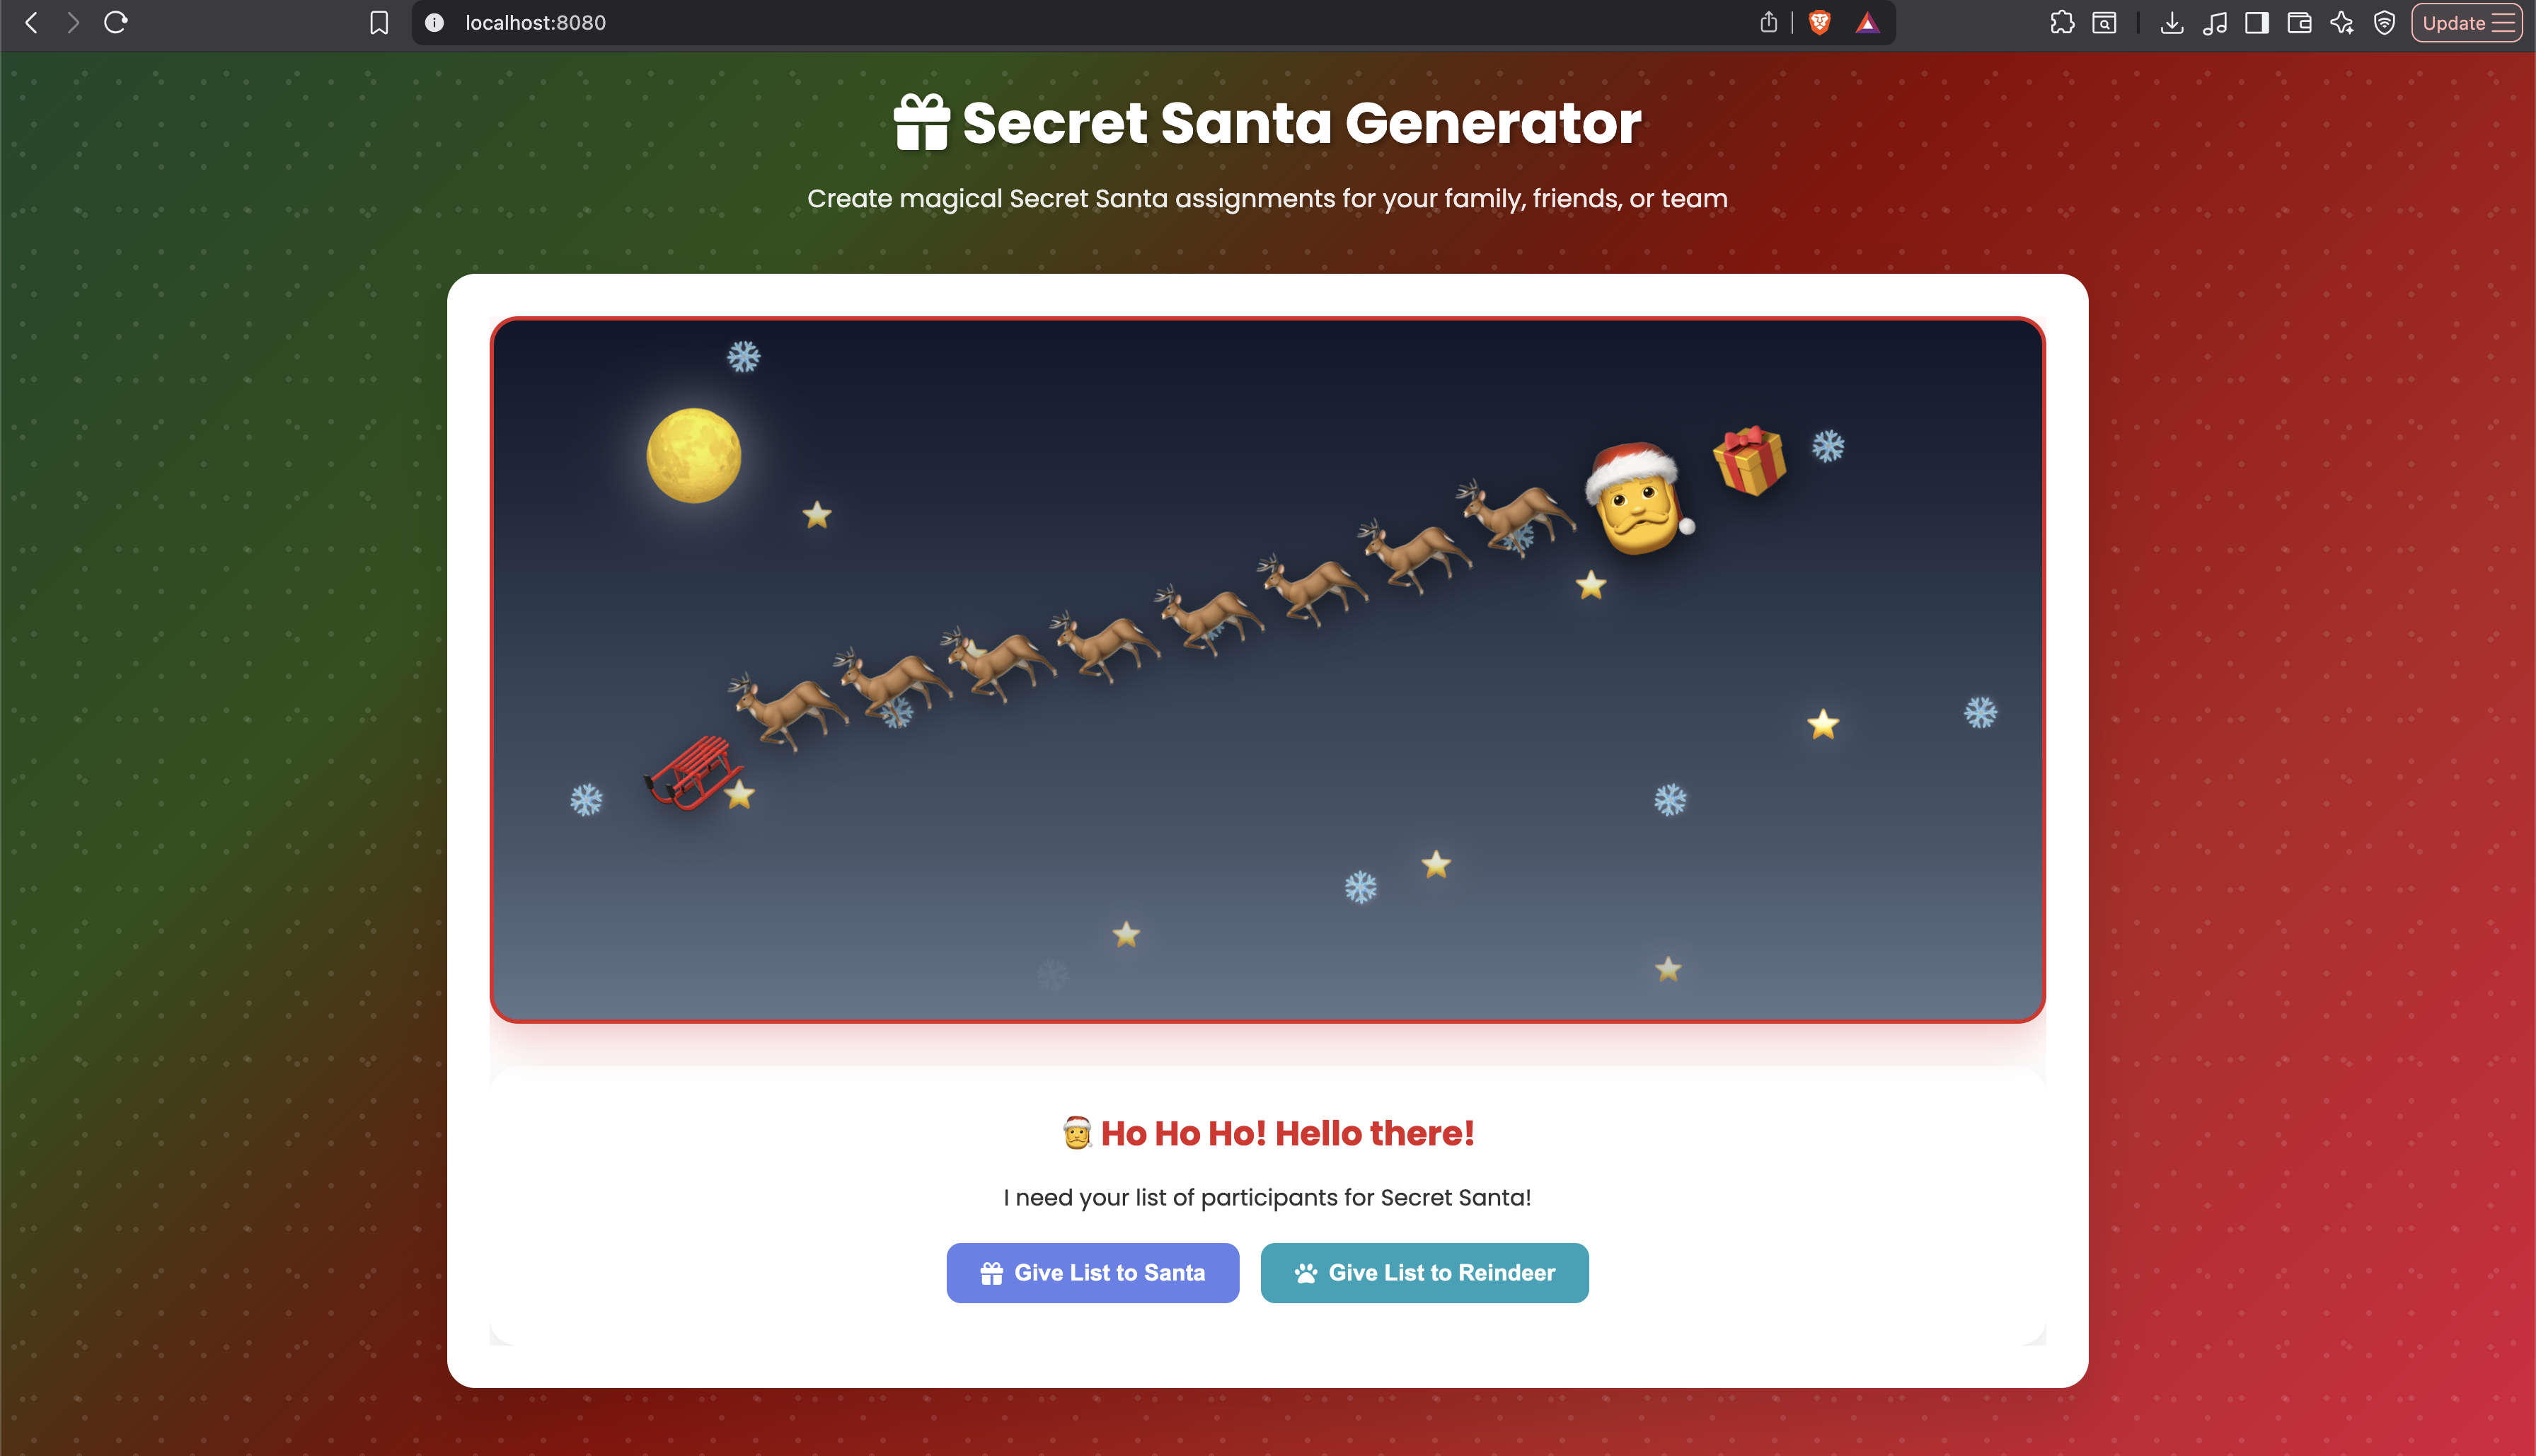 localhost:8080
Update
Secret Santa Generator
Create magical Secret Santa assignments for your family, friends, or team
Ho Ho Ho! Hello there!
I need your list of participants for Secret Santa!
Give List to Santa
Give List to Reindeer